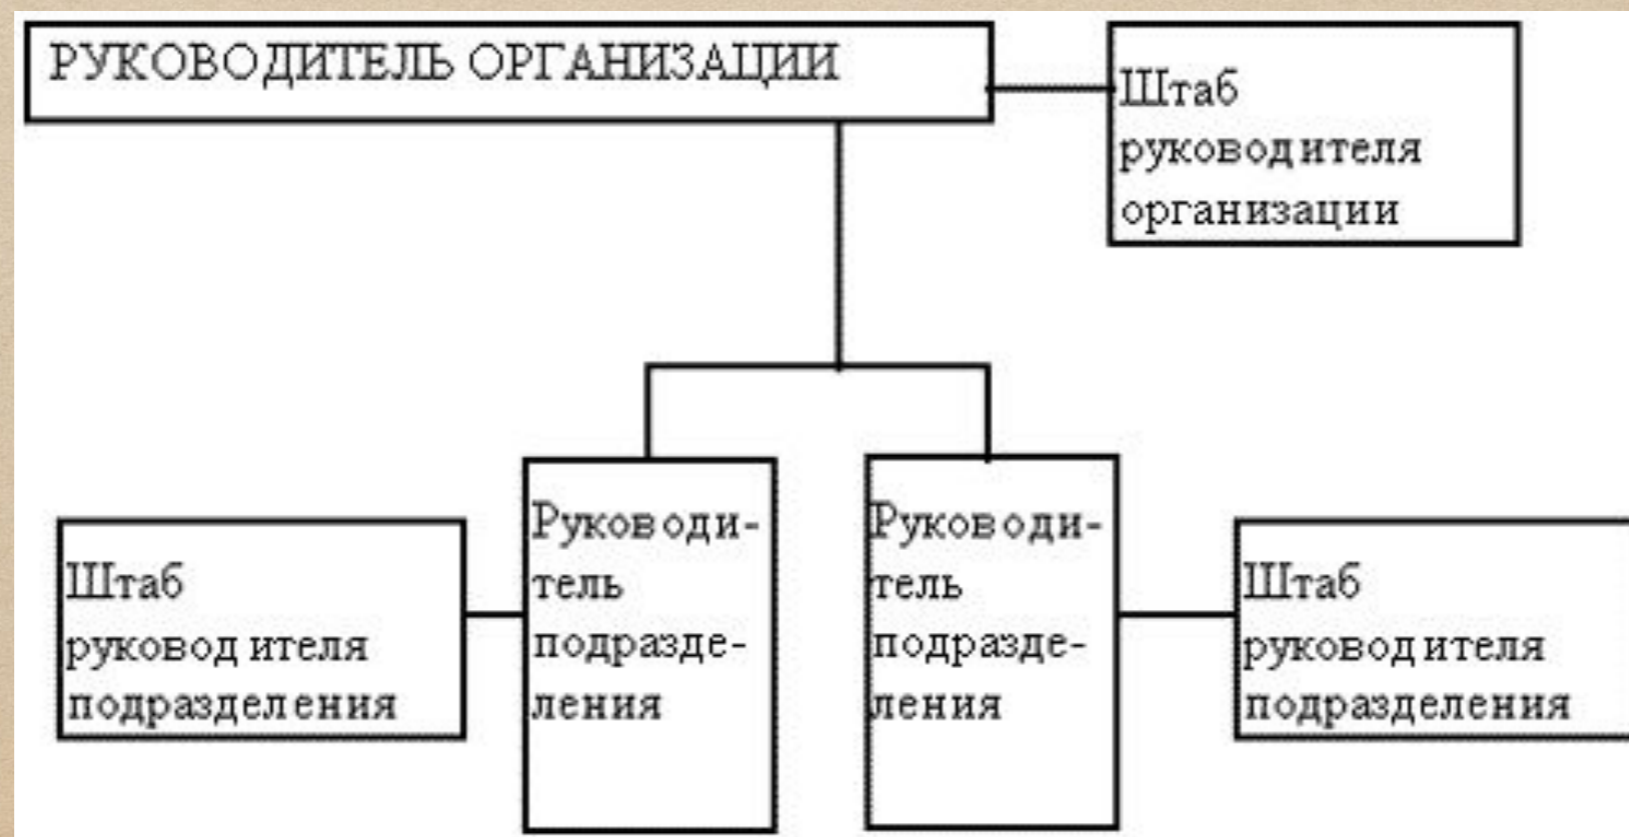 РУКОВОДИТЕЛЬ ОРГАНИЗАЦИИ
Штаб
руководителя
организации
Штаб
руководителя
подразделения
Руководи-
тель
подразде-
ления
Руководи-
тель
подразде-
ления
Штаб
руководителя
подразделения